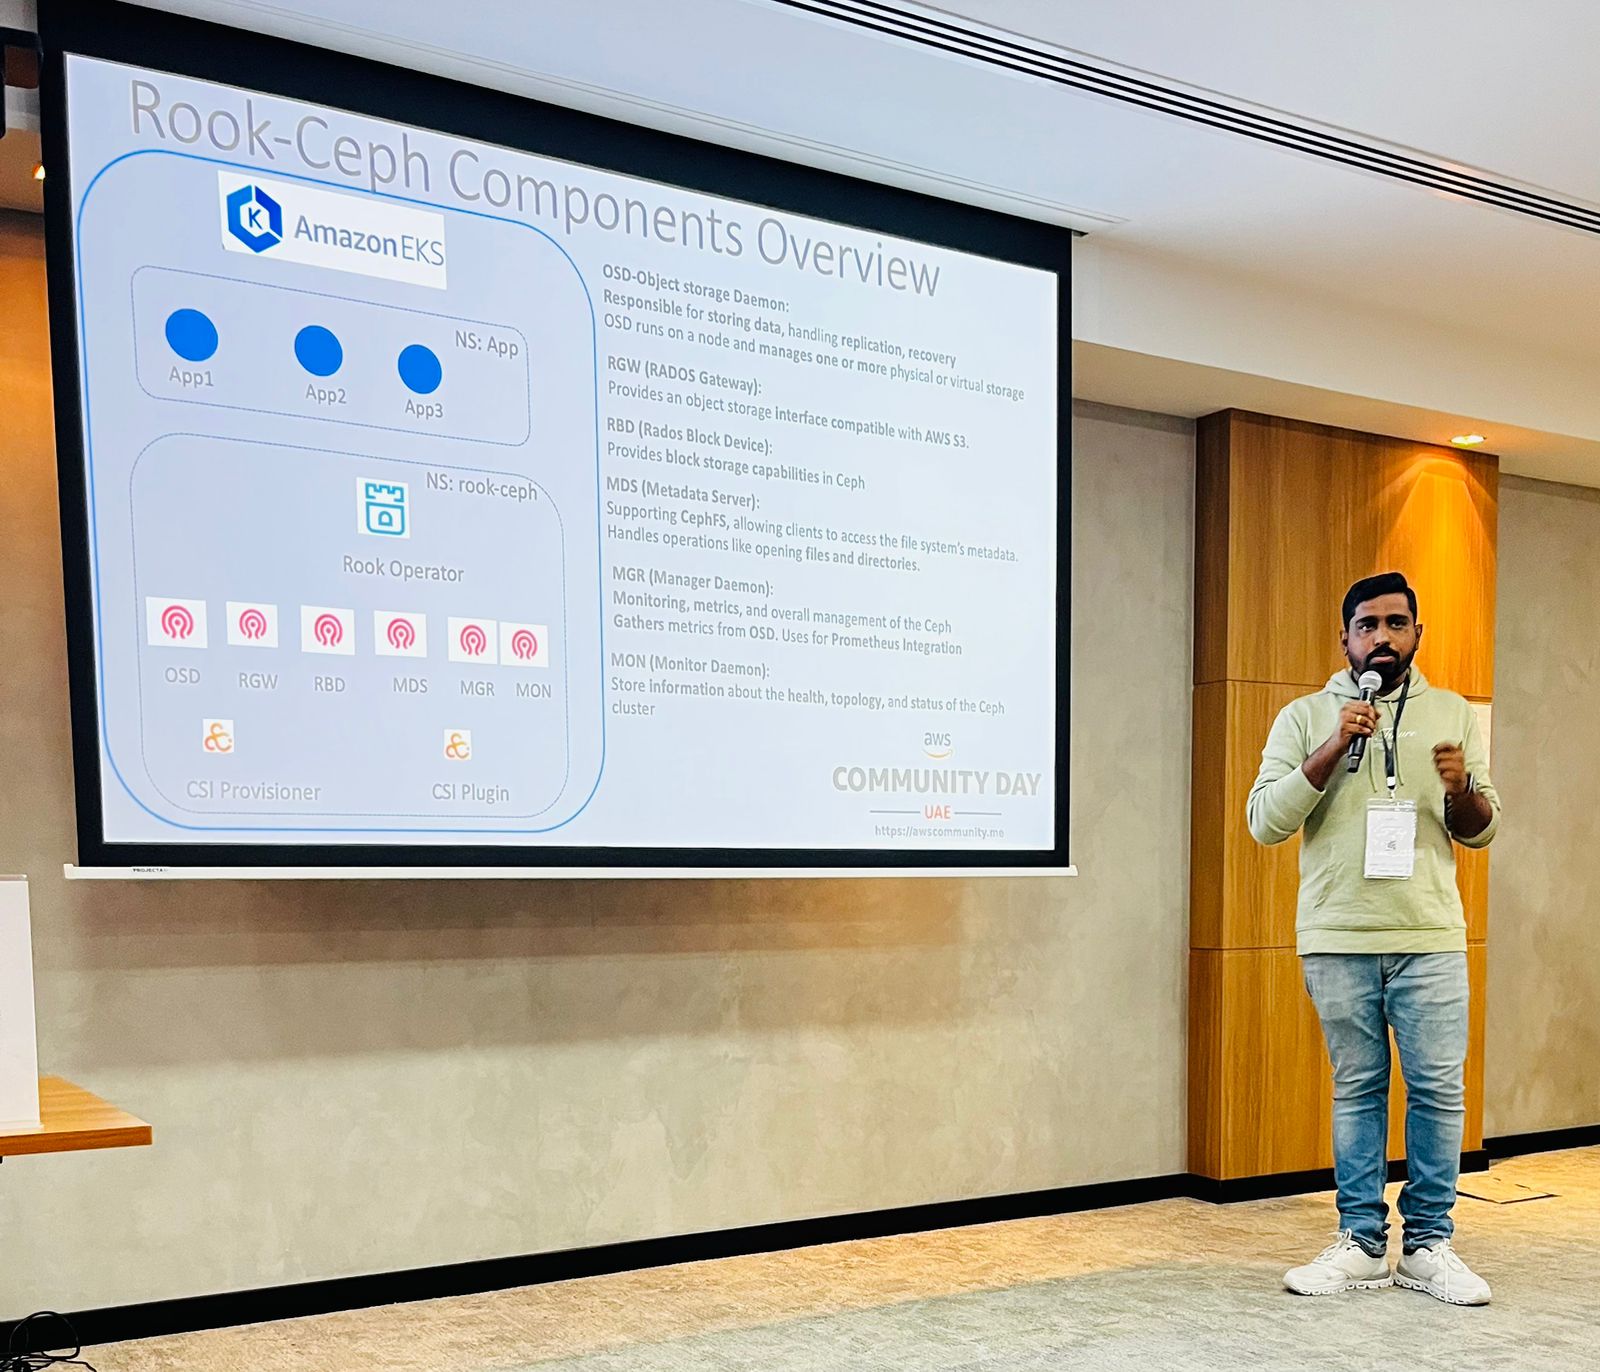 Rook-Ceph Components Overview
K
Amazon EKS
NS: App
App1
App2
App3
NS: rook-ceph
Rook Operator
OSD
RGW
RBD
MDS
MGR
MON
CSI Provisioner
CSI Plugin
OSD-Object storage Daemon:
Responsible for storing data, handling replication, recovery
OSD runs on a node and manages one or more physical or virtual storage
RGW (RADOS Gateway):
Provides an object storage interface compatible with AWS S3.
RBD (Rados Block Device):
Provides block storage capabilities in Ceph
MDS (Metadata Server):
Supporting CephFS, allowing clients to access the file system's metadata.
Handles operations like opening files and directories.
MGR (Manager Daemon):
Monitoring, metrics, and overall management of the Ceph
Gathers metrics from OSD. Uses for Prometheus Integration
MON (Monitor Daemon):
Store information about the health, topology, and status of the Ceph
cluster
aws
COMMUNITY DAY
UAE
https://awscommunity.me